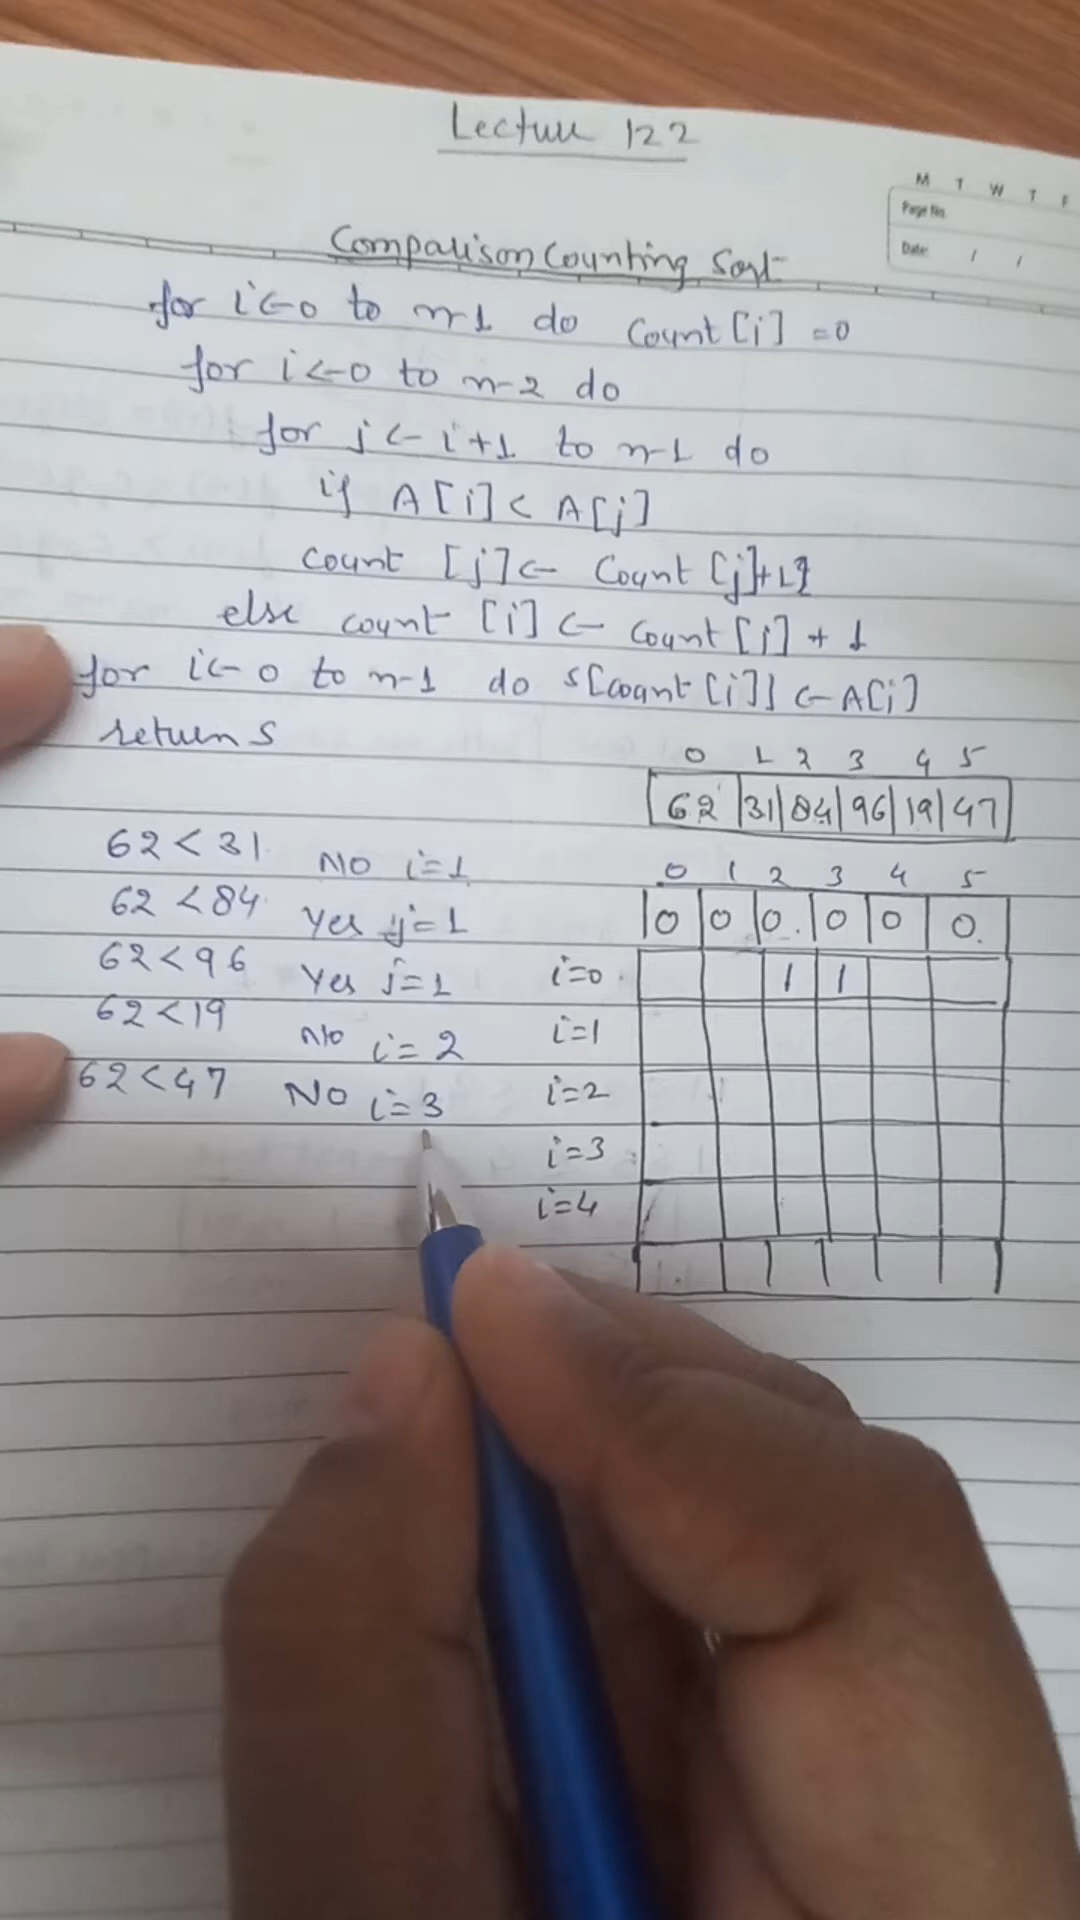 Lecture 122
M T W T F
Page No.
Date: / /
Comparison Counting Sort
for i<-0 to n-1 do Count[i] =0
for i<-0 to n-2 do
for j<-i+1 to n-1 do
if A[i]< A[j]
count [j]<- Count [j]+1
else count [i] <- count[i] + 1
for i<-0 to n-1 do S[count[i]] <-A[i]
return S
0 1 2 3 4 5
62 31 84 96 19 47
62<31 No i=1
0 1 2 3 4 5
62<84 Yes j=1
0 0 0. 0 0 0.
62<96 Yes j=1
i=0 1 1
62<19 No i=2
i=1
62<47 No i=3
i=2
i=3
i=4